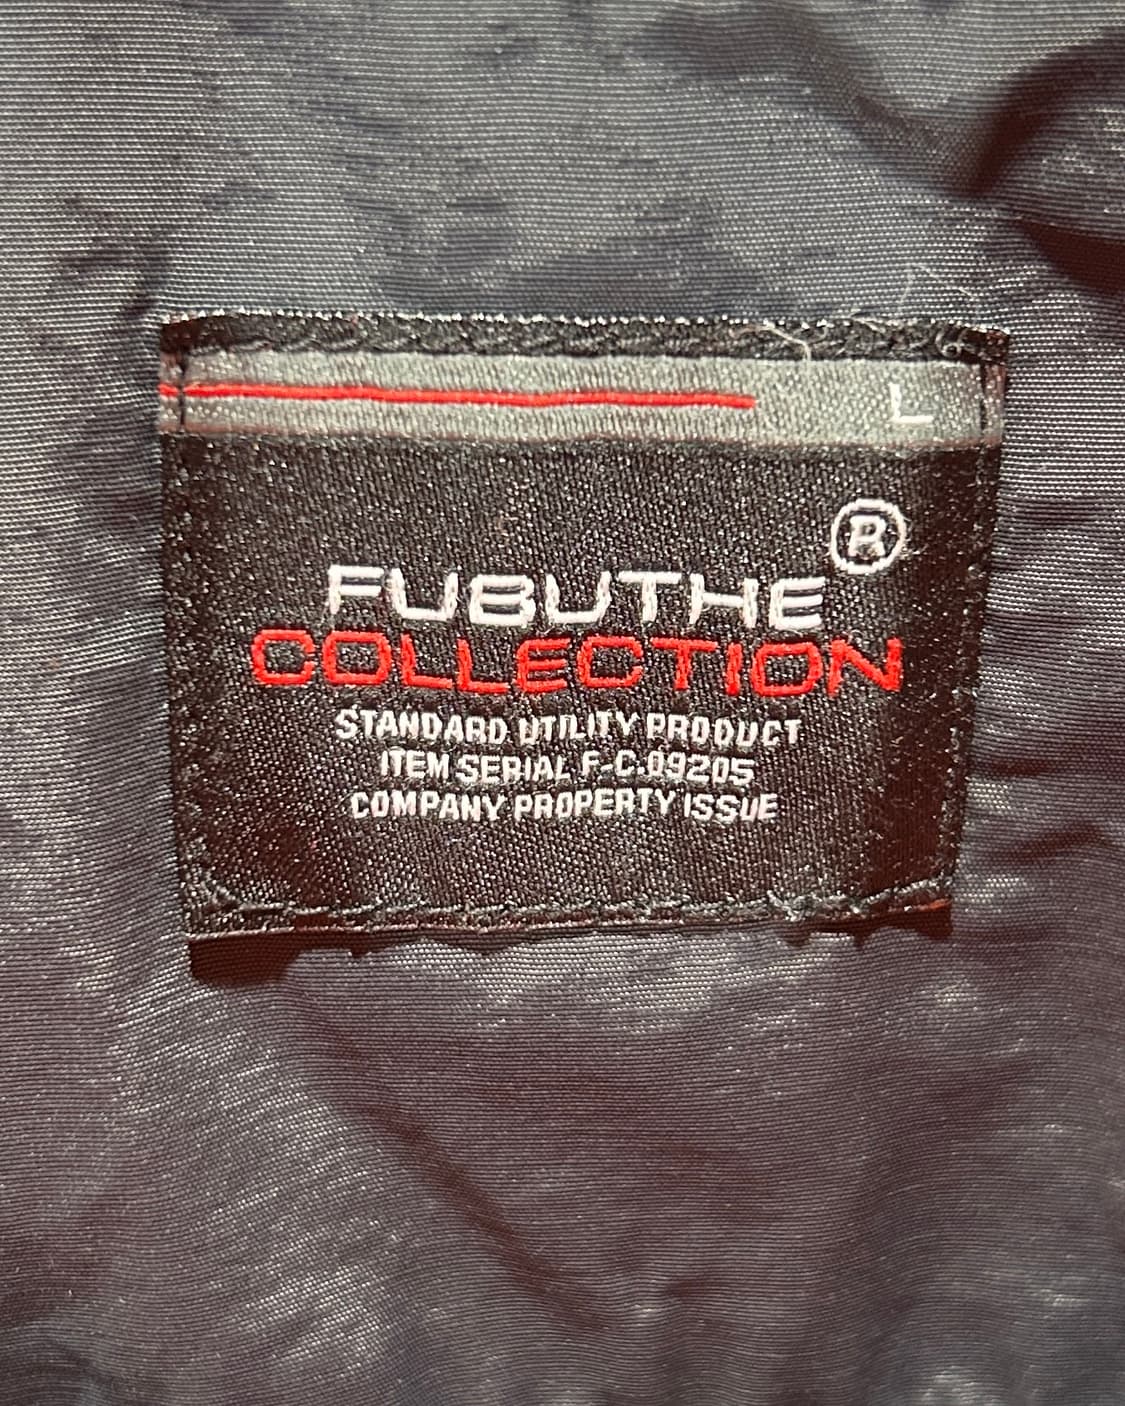 L
®
FUBUTHE
COLLECTION
STANDARD UTILITY PRODUCT
ITEM SERIAL F-C.09205
COMPANY PROPERTY ISSUE